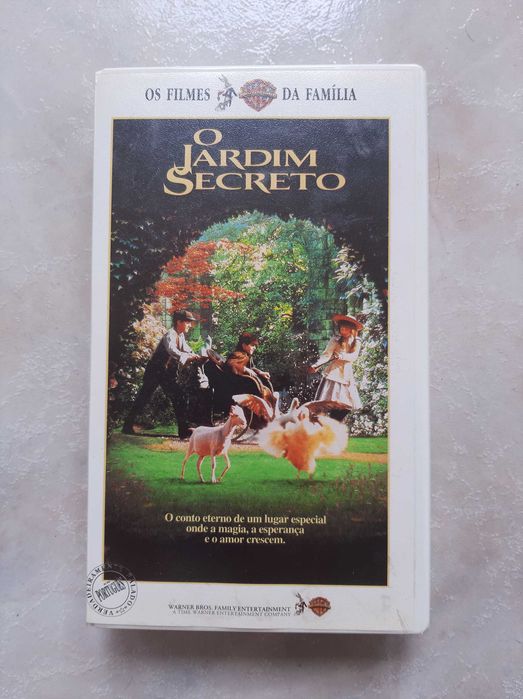 OS FILMES DA FAMÍLIA
O
JARDIM
SECRETO
O conto eterno de um lugar especial
onde a magia, a esperança
e o amor crescem.
PORTUGUÊS
WARNER BROS. FAMILY ENTERTAINMENT
A TIME WARNER ENTERTAINMENT COMPANY